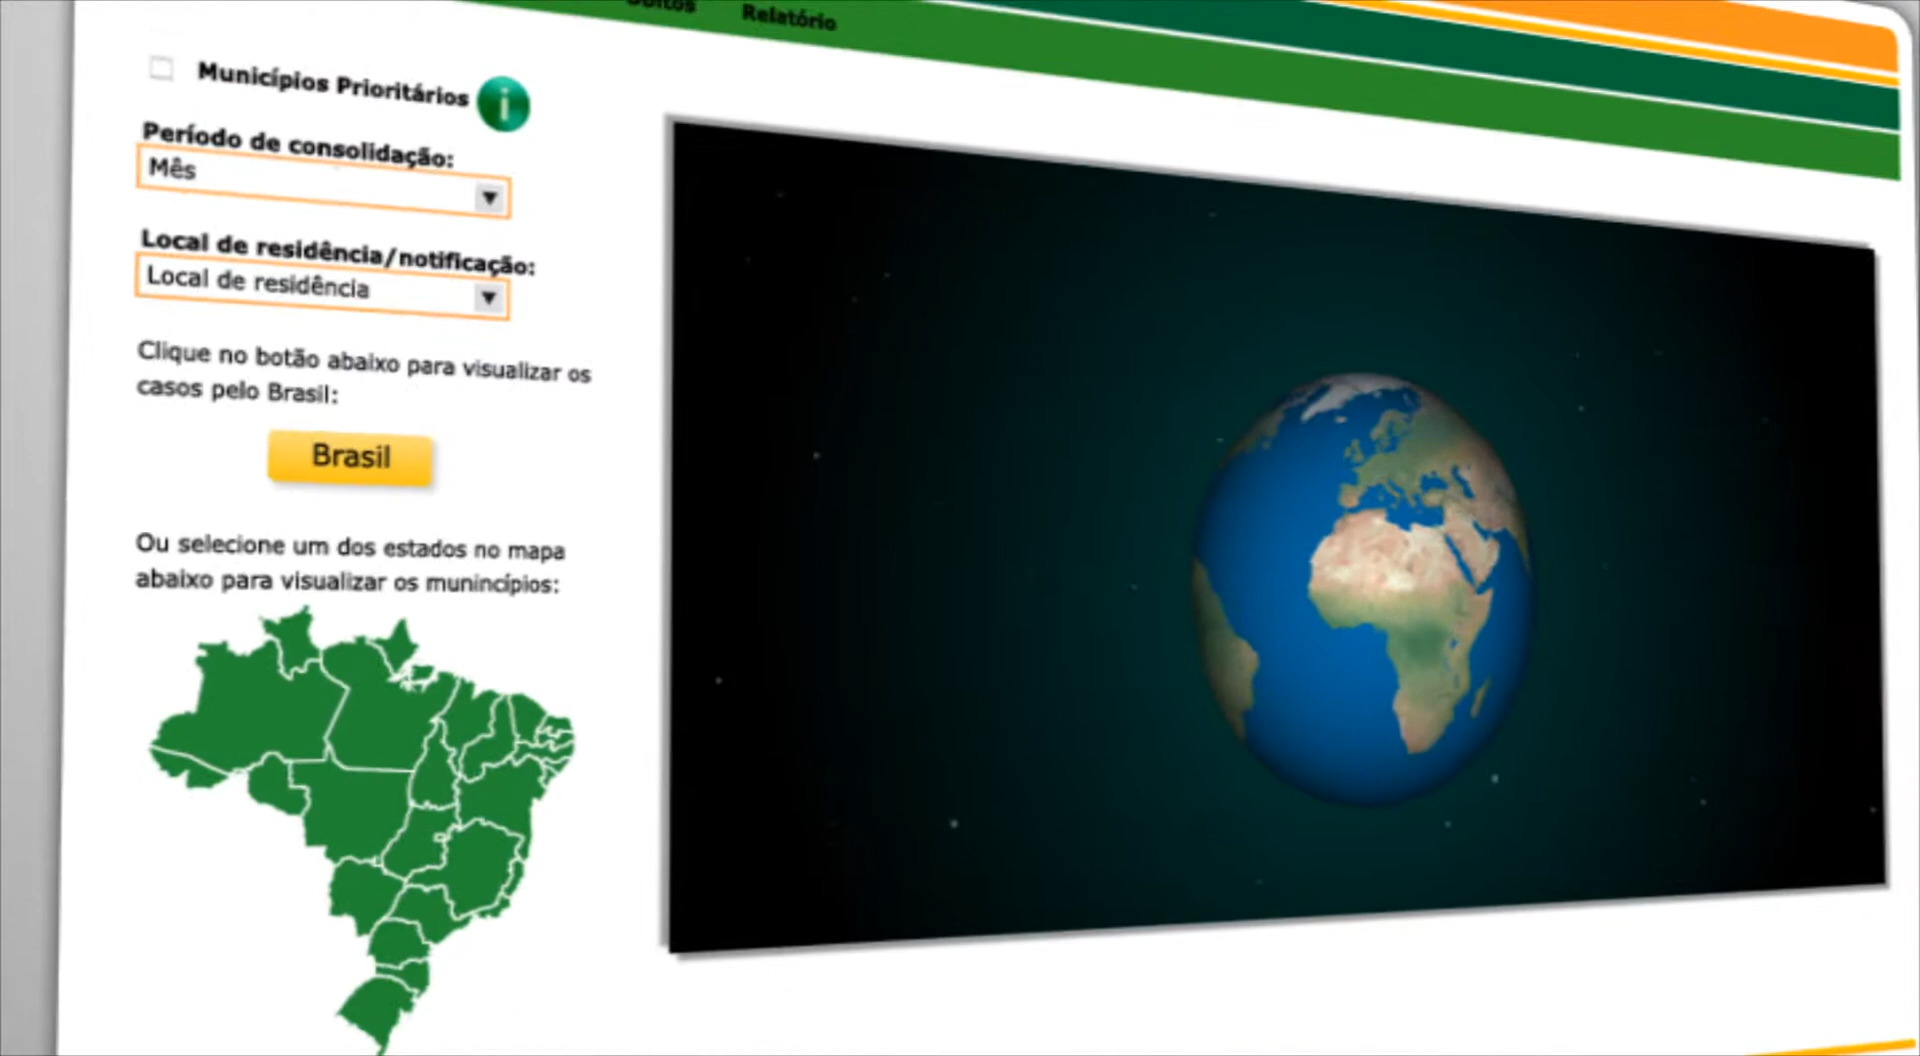 Óbitos Relatório
Municípios Prioritários
i
Período de consolidação:
Mês
Local de residência/notificação:
Local de residência
Clique no botão abaixo para visualizar os
casos pelo Brasil:
Brasil
Ou selecione um dos estados no mapa
abaixo para visualizar os munincípios: